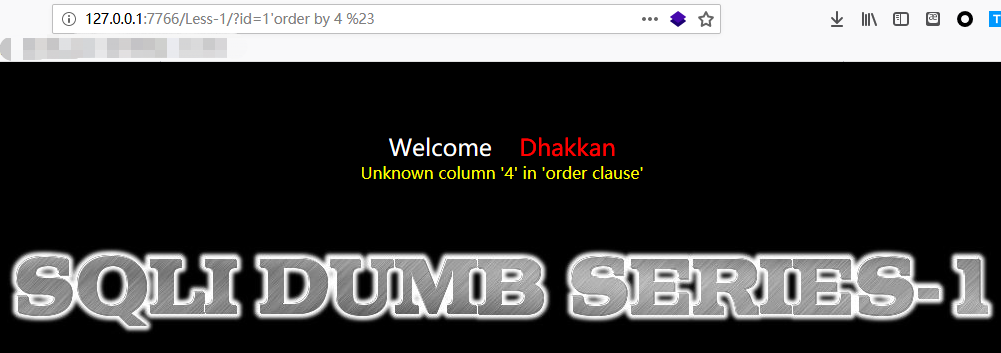 127.0.0.1:7766/Less-1/?id=1'order by 4 %23
Welcome Dhakkan
Unknown column '4' in 'order clause'
SQLI DUMB SERIES-1